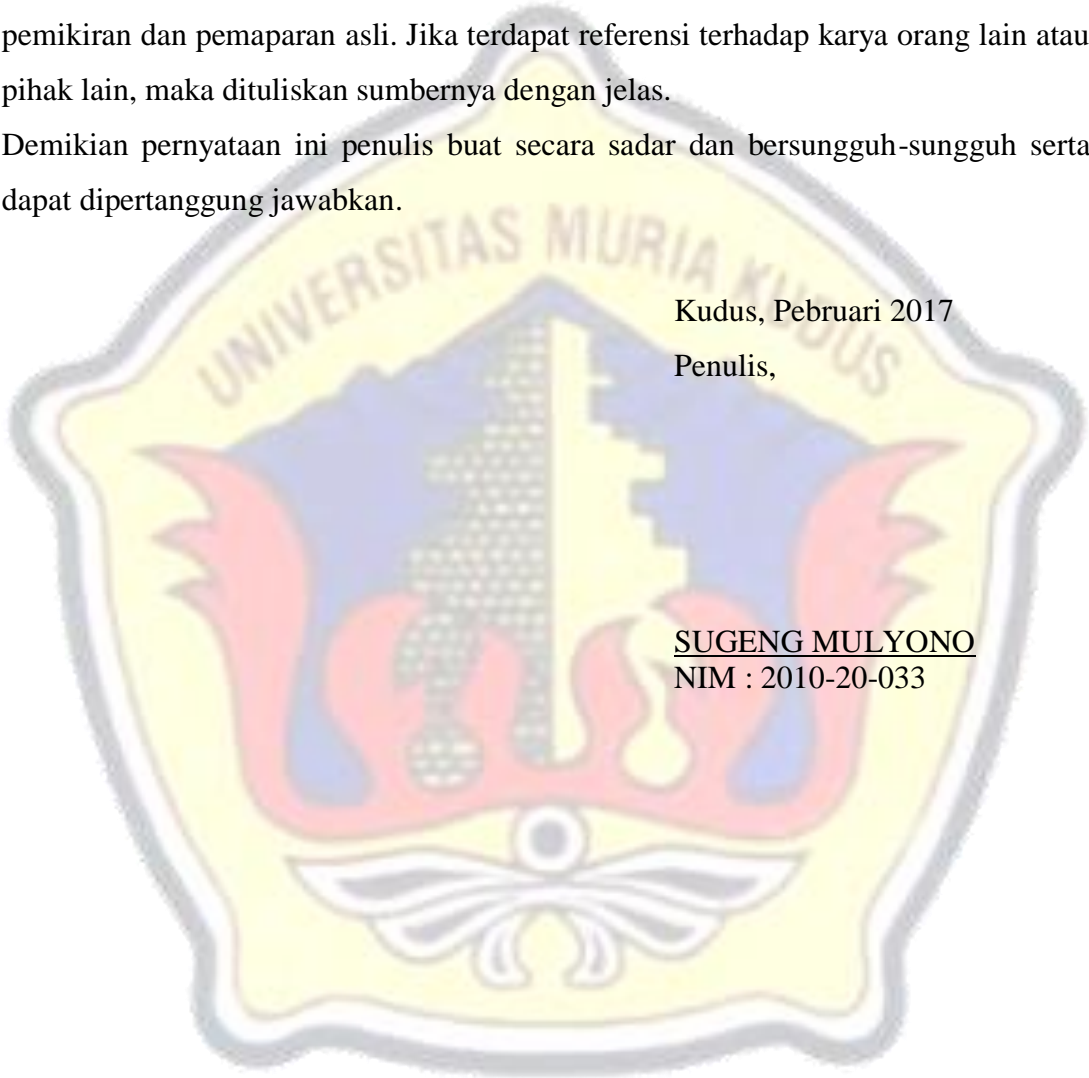 pemikiran dan pemaparan asli. Jika terdapat referensi terhadap karya orang lain atau
pihak lain, maka dituliskan sumbernya dengan jelas.
Demikian pernyataan ini penulis buat secara sadar dan bersungguh-sungguh serta
dapat dipertanggung jawabkan.
UNIVERSITAS MURIA KUDUS
Kudus, Pebruari 2017
Penulis,
SUGENG MULYONO
NIM : 2010-20-033